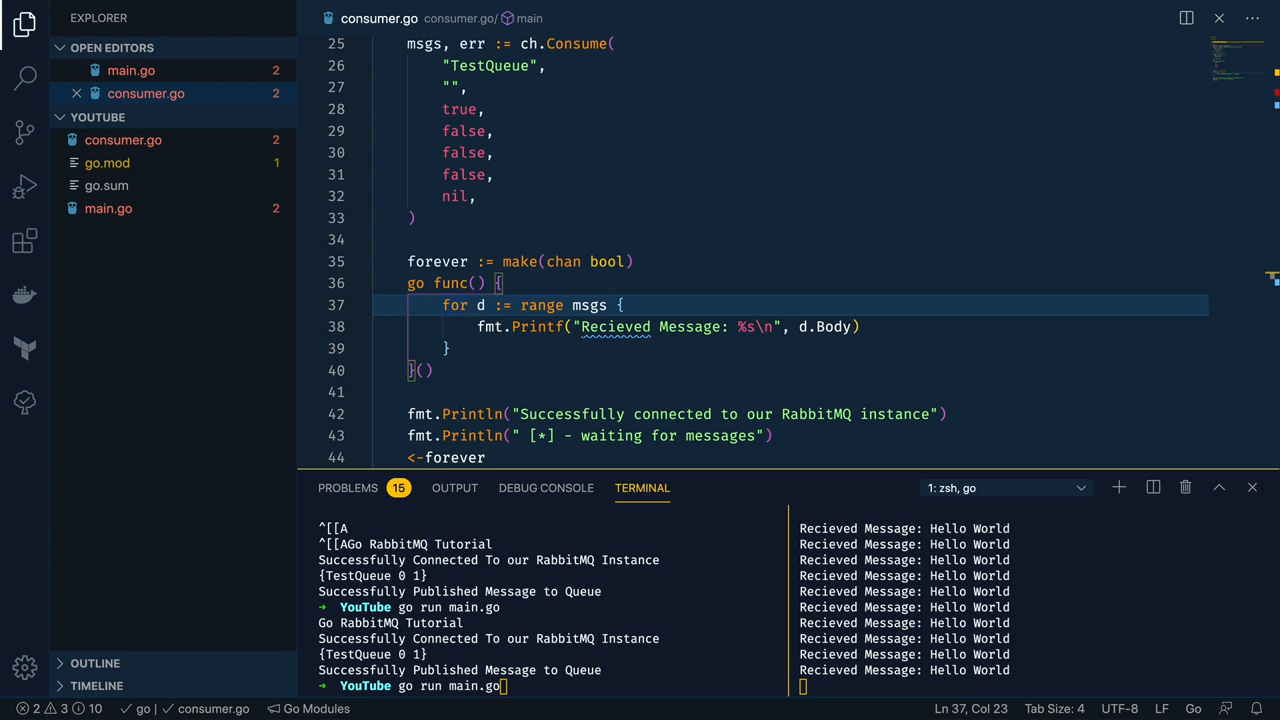 EXPLORER
OPEN EDITORS
main.go 2
consumer.go 2
YOUTUBE
consumer.go 2
go.mod 1
go.sum
main.go 2
OUTLINE
TIMELINE
consumer.go consumer.go/ main
25 msgs, err := ch.Consume(
26 "TestQueue",
27 "",
28 true,
29 false,
30 false,
31 false,
32 nil,
33 )
34
35 forever := make(chan bool)
36 go func() {
37 for d := range msgs {
38 fmt.Printf("Recieved Message: %s\n", d.Body)
39 }
40 }()
41
42 fmt.Println("Successfully connected to our RabbitMQ instance")
43 fmt.Println(" [*] - waiting for messages")
44 <-forever
PROBLEMS 15 OUTPUT DEBUG CONSOLE TERMINAL 1: zsh, go
^[[A
^[[AGo RabbitMQ Tutorial
Successfully Connected To our RabbitMQ Instance
{TestQueue 0 1}
Successfully Published Message to Queue
→ YouTube go run main.go
Go RabbitMQ Tutorial
Successfully Connected To our RabbitMQ Instance
{TestQueue 0 1}
Successfully Published Message to Queue
→ YouTube go run main.go
Recieved Message: Hello World
Recieved Message: Hello World
Recieved Message: Hello World
Recieved Message: Hello World
Recieved Message: Hello World
Recieved Message: Hello World
Recieved Message: Hello World
Recieved Message: Hello World
Recieved Message: Hello World
Recieved Message: Hello World
2 3 10 go consumer.go Go Modules Ln 37, Col 23 Tab Size: 4 UTF-8 LF Go